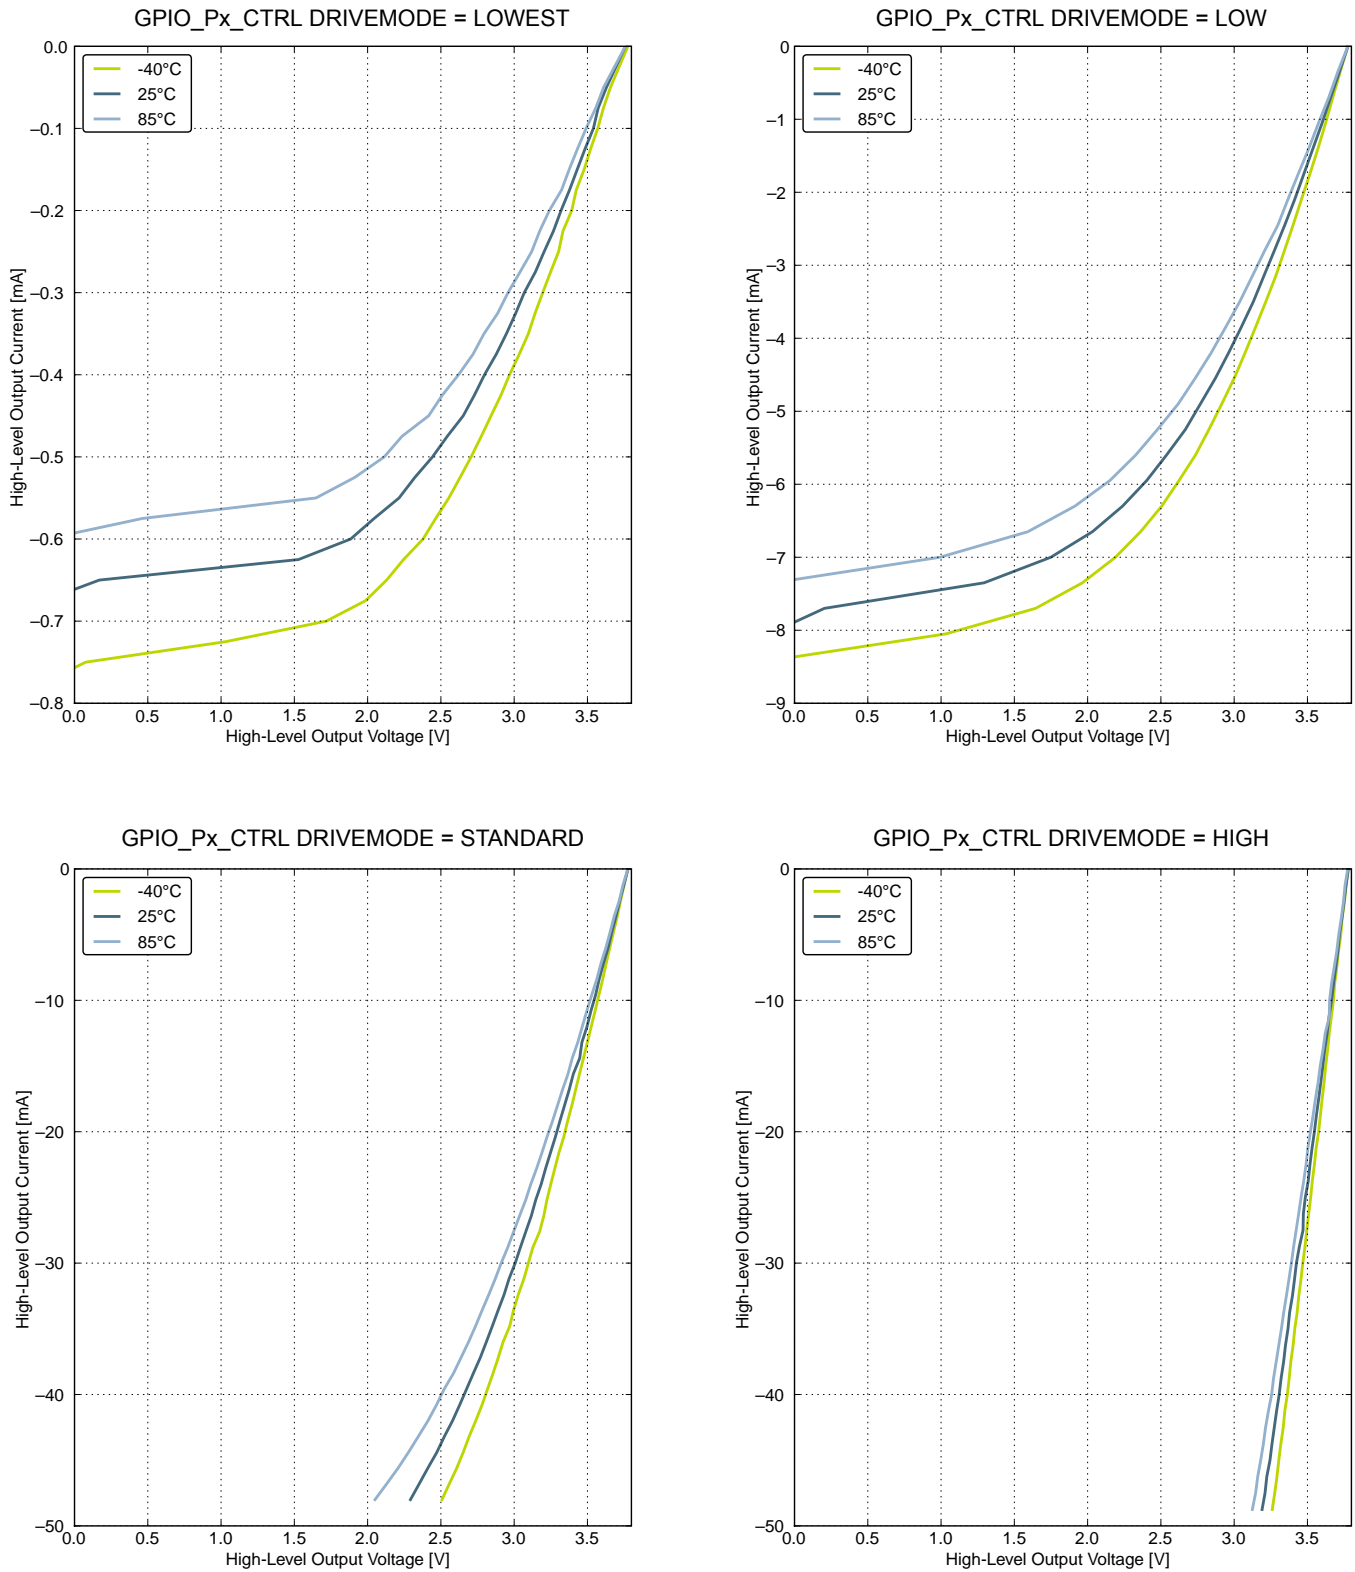 GPIO_Px_CTRL DRIVEMODE = LOWEST
0.0
–0.1
–0.2
–0.3
–0.4
–0.5
–0.6
–0.7
–0.8
High-Level Output Current [mA]
-40°C
25°C
85°C
0.0 0.5 1.0 1.5 2.0 2.5 3.0 3.5
High-Level Output Voltage [V]
GPIO_Px_CTRL DRIVEMODE = LOW
0
–1
–2
–3
–4
–5
–6
–7
–8
–9
High-Level Output Current [mA]
-40°C
25°C
85°C
0.0 0.5 1.0 1.5 2.0 2.5 3.0 3.5
High-Level Output Voltage [V]
GPIO_Px_CTRL DRIVEMODE = STANDARD
0
–10
–20
–30
–40
–50
High-Level Output Current [mA]
-40°C
25°C
85°C
0.0 0.5 1.0 1.5 2.0 2.5 3.0 3.5
High-Level Output Voltage [V]
GPIO_Px_CTRL DRIVEMODE = HIGH
0
–10
–20
–30
–40
–50
High-Level Output Current [mA]
-40°C
25°C
85°C
0.0 0.5 1.0 1.5 2.0 2.5 3.0 3.5
High-Level Output Voltage [V]